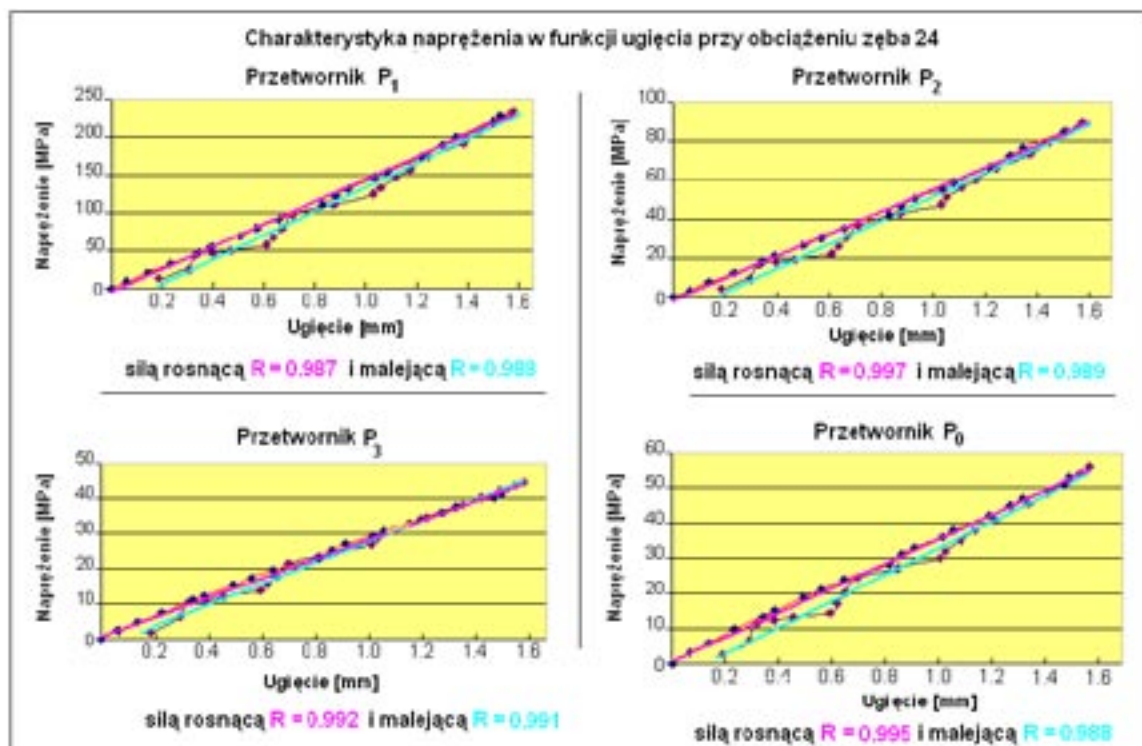 Charakterystyka naprężenia w funkcji ugięcia przy obciążeniu zęba 24
Przetwornik P1
Naprężenie [MPa]
250
200
150
100
50
0
0.2 0.4 0.6 0.8 1.0 1.2 1.4 1.6
Ugięcie [mm]
siłą rosnącą R = 0.987 i malejącą R = 0.988
Przetwornik P2
Naprężenie [MPa]
100
80
60
40
20
0
0.2 0.4 0.6 0.8 1.0 1.2 1.4 1.6
Ugięcie [mm]
siłą rosnącą R = 0.997 i malejącą R = 0.989
Przetwornik P3
Naprężenie [MPa]
50
40
30
20
10
0
0.2 0.4 0.6 0.8 1.0 1.2 1.4 1.6
Ugięcie [mm]
siłą rosnącą R = 0.992 i malejącą R = 0.991
Przetwornik P0
Naprężenie [MPa]
60
50
40
30
20
10
0
0.2 0.4 0.6 0.8 1.0 1.2 1.4 1.6
Ugięcie [mm]
siłą rosnącą R = 0.995 i malejącą R = 0.988